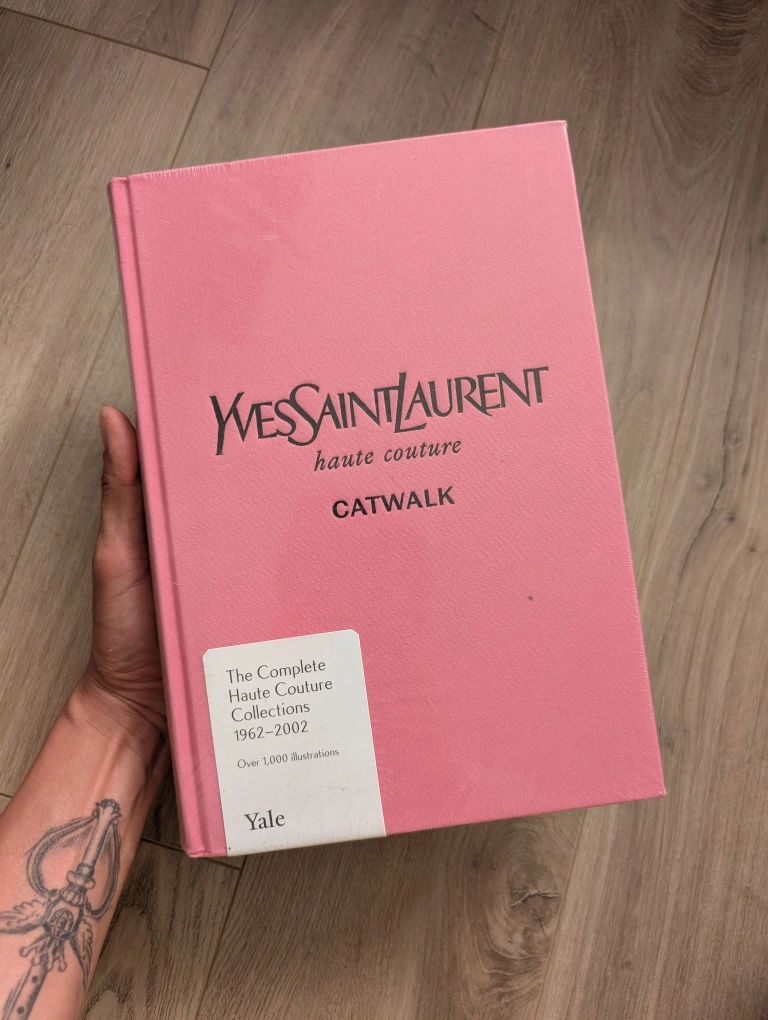 YVESSAINTLAURENT
haute couture
CATWALK
The Complete
Haute Couture
Collections
1962–2002
Over 1,000 illustrations
Yale